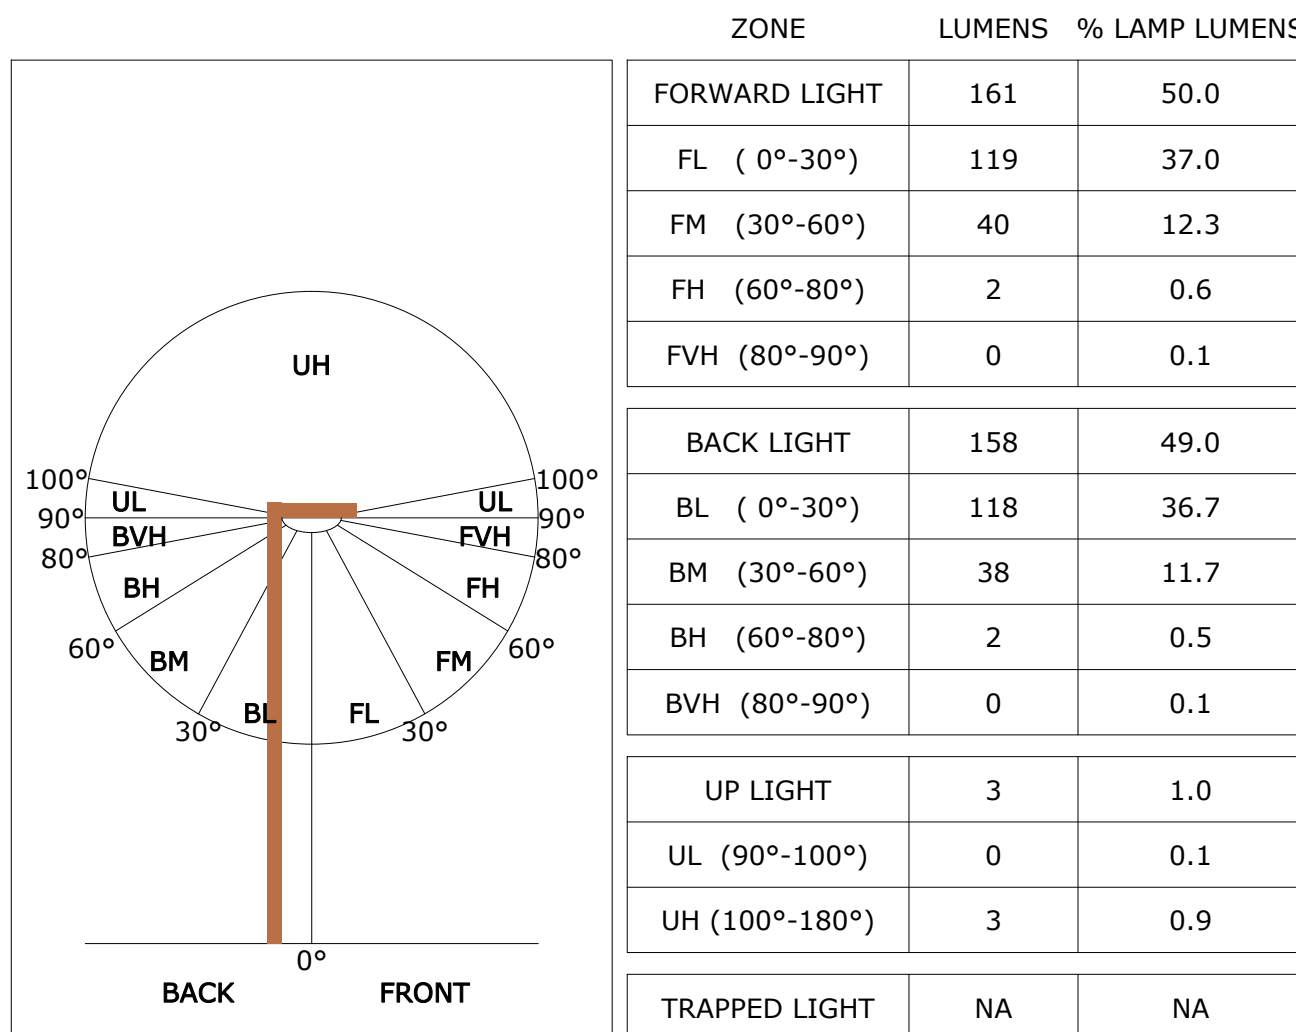 ZONE LUMENS % LAMP LUMENS
FORWARD LIGHT 161 50.0
FL ( 0°-30°) 119 37.0
FM (30°-60°) 40 12.3
FH (60°-80°) 2 0.6
FVH (80°-90°) 0 0.1
BACK LIGHT 158 49.0
BL ( 0°-30°) 118 36.7
BM (30°-60°) 38 11.7
BH (60°-80°) 2 0.5
BVH (80°-90°) 0 0.1
UP LIGHT 3 1.0
UL (90°-100°) 0 0.1
UH (100°-180°) 3 0.9
TRAPPED LIGHT NA NA
UH
100° 100°
UL UL
90° 90°
BVH FVH
80° 80°
BH FH
60° 60°
BM FM
BL FL
30° 30°
0°
BACK FRONT